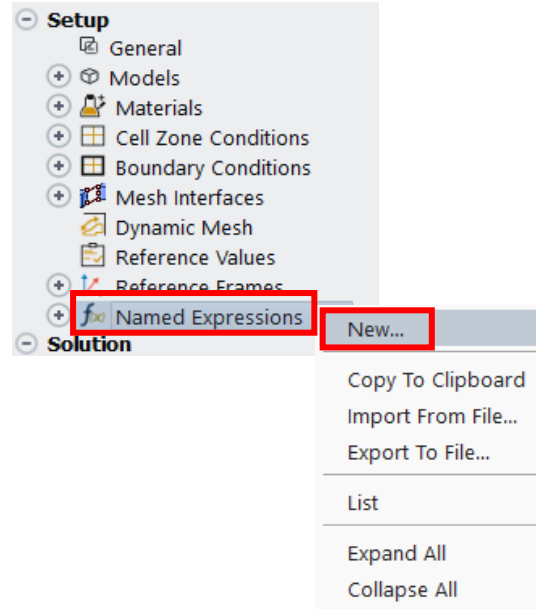 Setup
General
Models
Materials
Cell Zone Conditions
Boundary Conditions
Mesh Interfaces
Dynamic Mesh
Reference Values
Reference Frames
Named Expressions
Solution
New...
Copy To Clipboard
Import From File...
Export To File...
List
Expand All
Collapse All